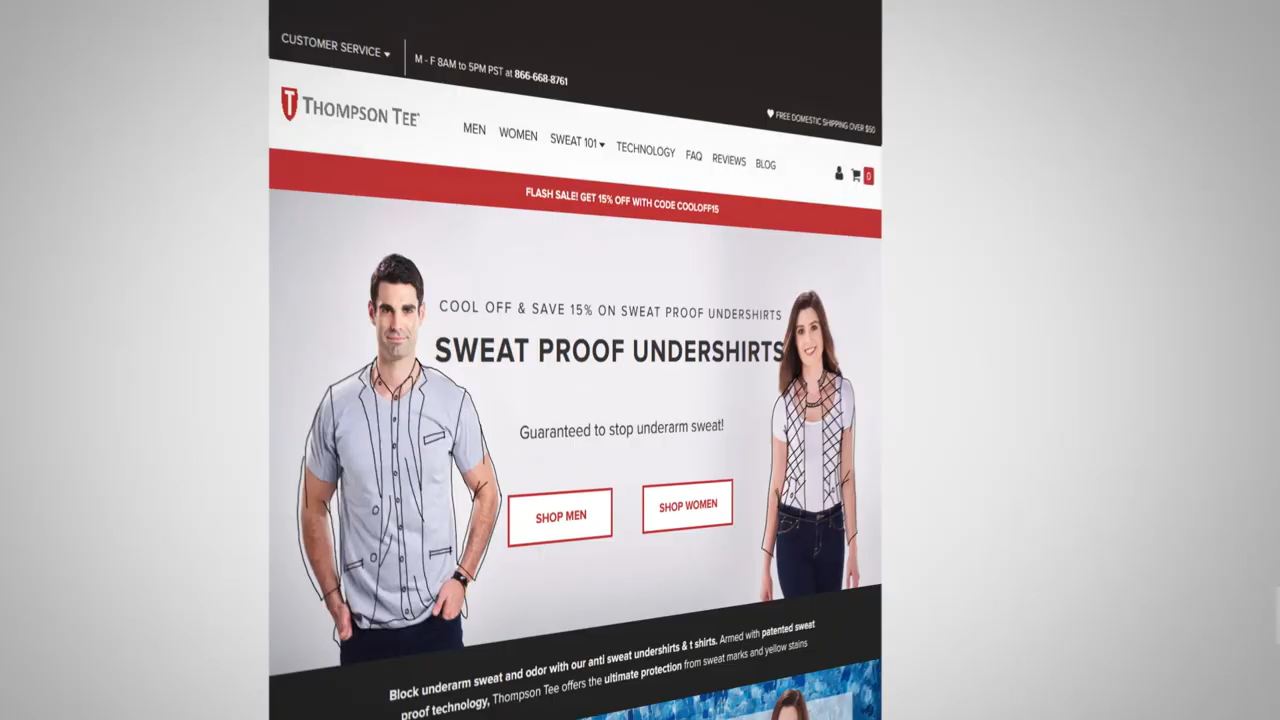 CUSTOMER SERVICE
M - F 8AM to 5PM PST at 866-668-8761
FREE DOMESTIC SHIPPING OVER $50
THOMPSON TEE
MEN WOMEN SWEAT 101 TECHNOLOGY FAQ REVIEWS BLOG
0
FLASH SALE! GET 15% OFF WITH CODE COOLOFF15
COOL OFF & SAVE 15% ON SWEAT PROOF UNDERSHIRTS
SWEAT PROOF UNDERSHIRTS
Guaranteed to stop underarm sweat!
SHOP MEN
SHOP WOMEN
Block underarm sweat and odor with our anti sweat undershirts & t shirts. Armed with patented sweat
proof technology, Thompson Tee offers the ultimate protection from sweat marks and yellow stains